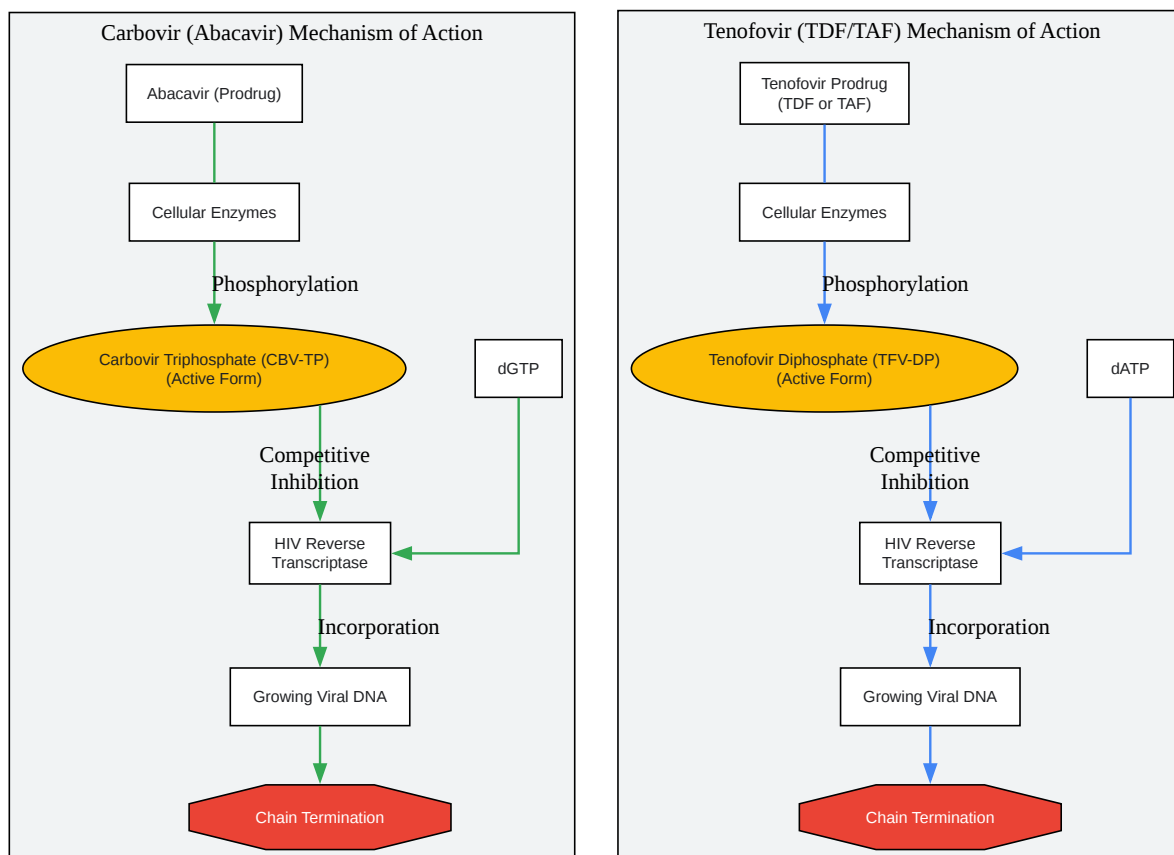 Carbovir (Abacavir) Mechanism of Action
Abacavir (Prodrug)
Cellular Enzymes
Phosphorylation
Carbovir Triphosphate (CBV-TP)
(Active Form)
dGTP
Competitive
Inhibition
HIV Reverse
Transcriptase
Incorporation
Growing Viral DNA
Chain Termination
Tenofovir (TDF/TAF) Mechanism of Action
Tenofovir Prodrug
(TDF or TAF)
Cellular Enzymes
Phosphorylation
Tenofovir Diphosphate (TFV-DP)
(Active Form)
dATP
Competitive
Inhibition
HIV Reverse
Transcriptase
Incorporation
Growing Viral DNA
Chain Termination